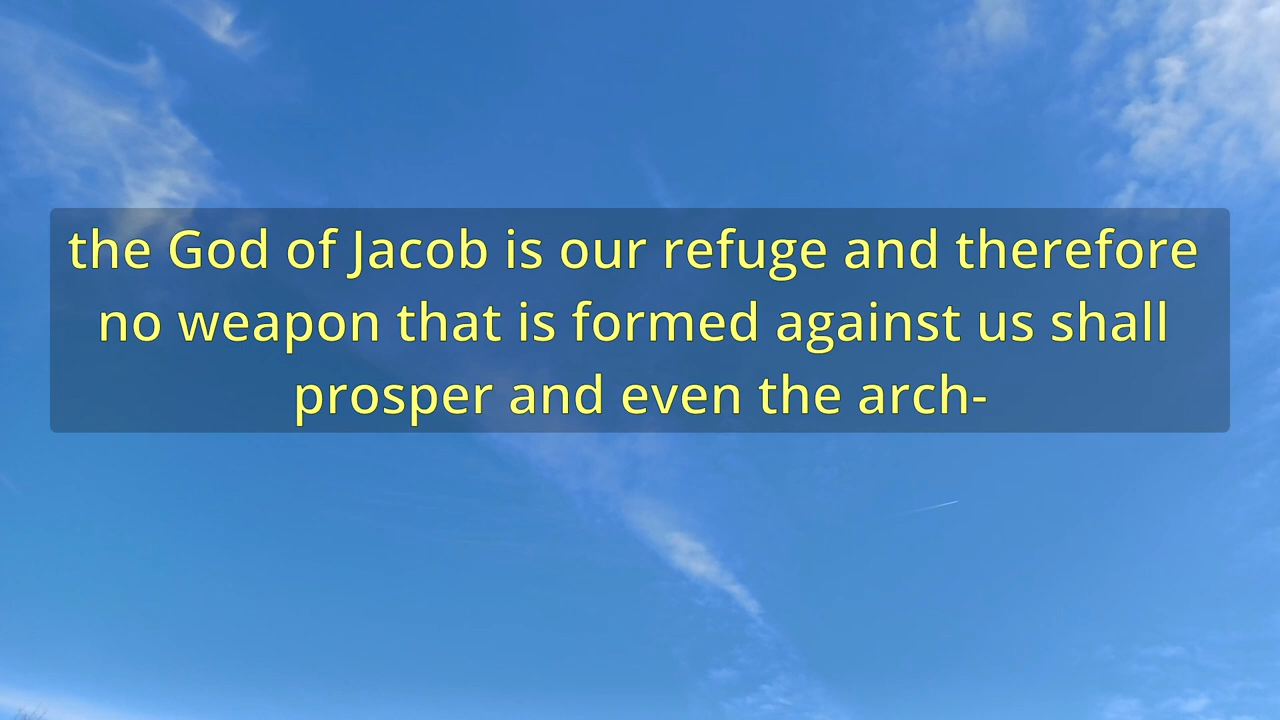 the God of Jacob is our refuge and therefore
no weapon that is formed against us shall
prosper and even the arch-